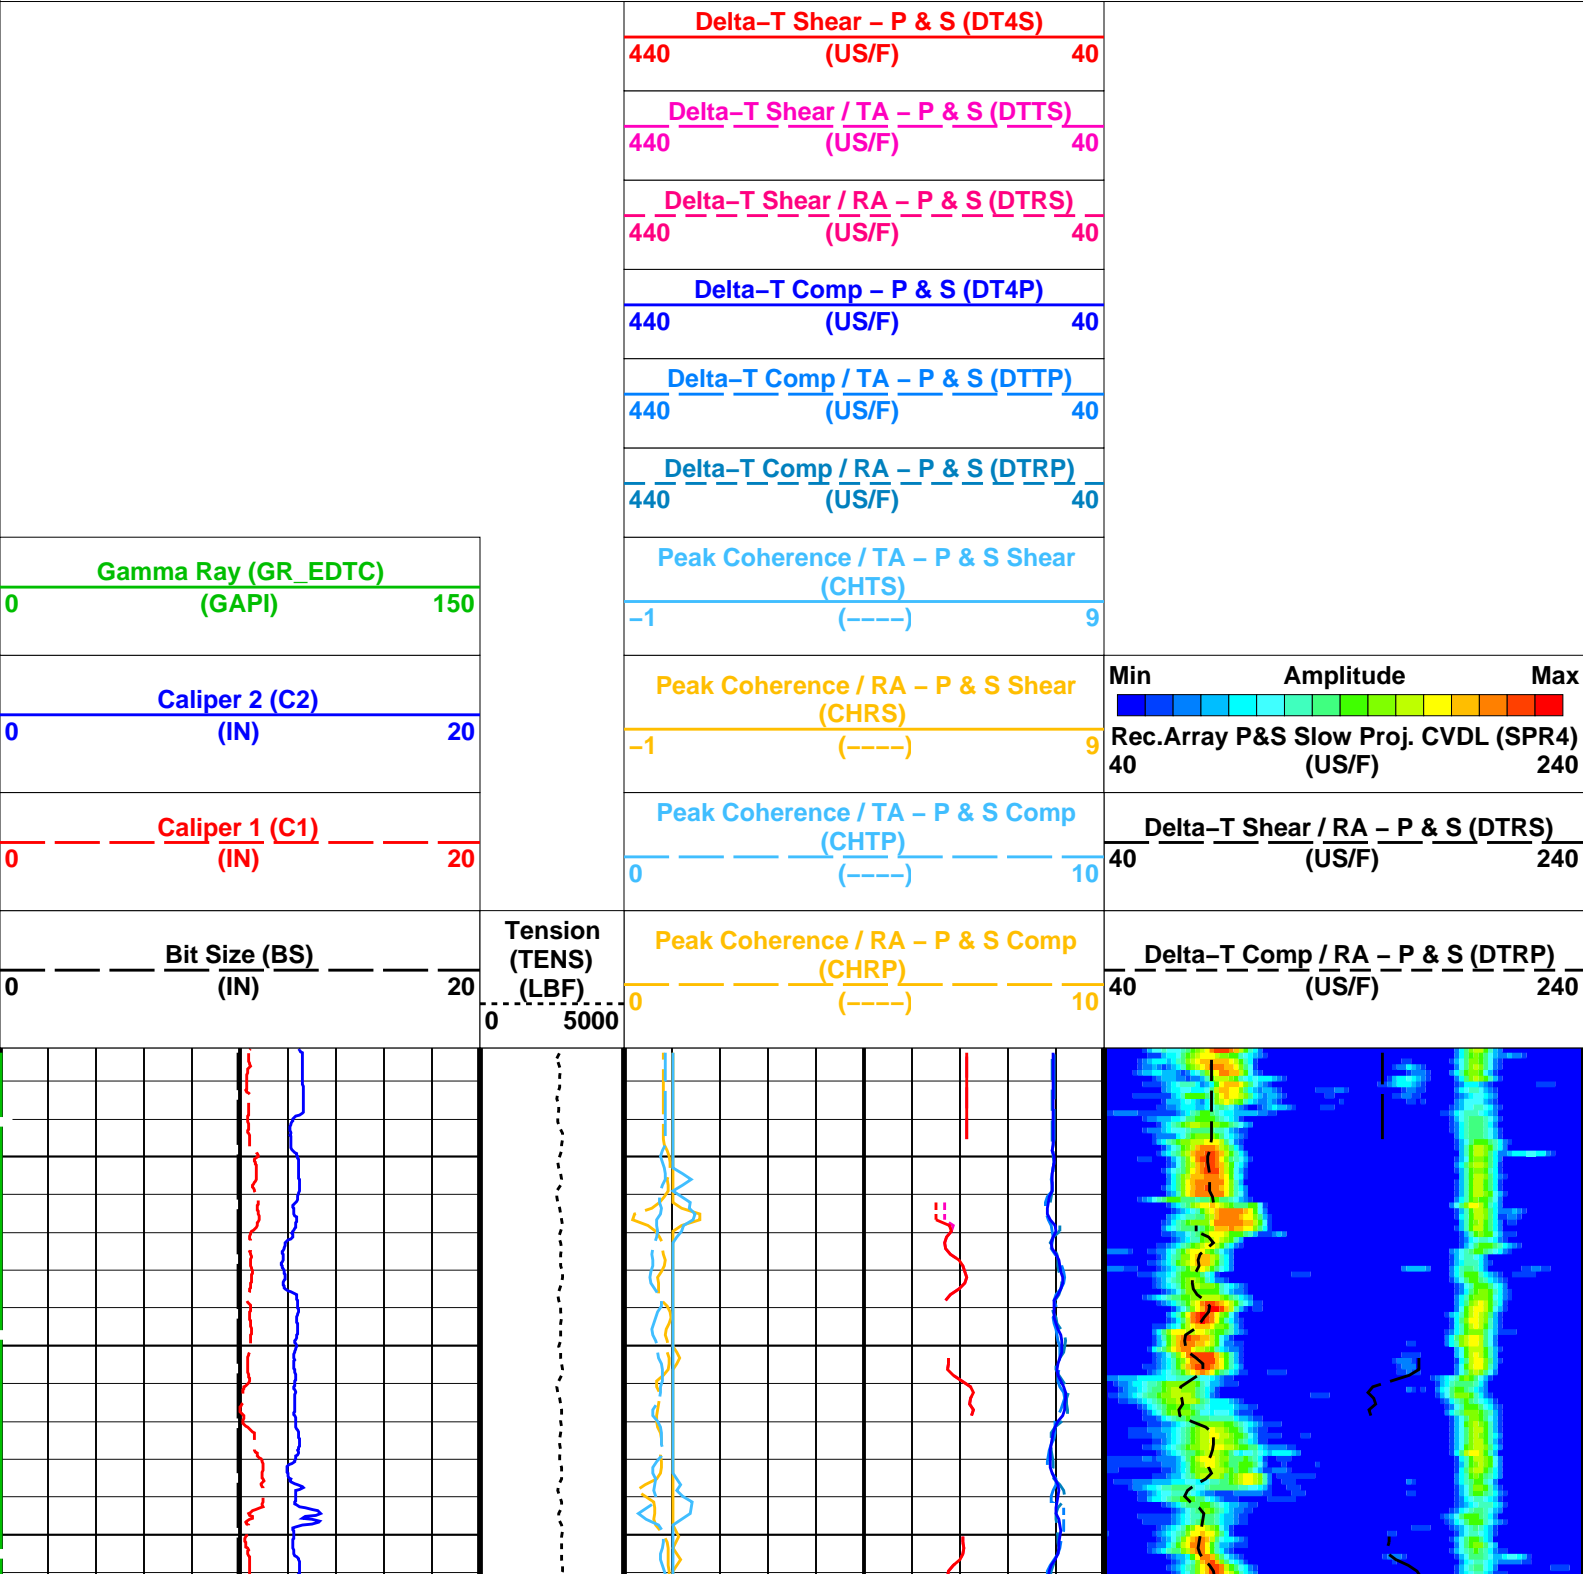 Delta–T Shear – P & S (DT4S)
440 (US/F) 40
Delta–T Shear / TA – P & S (DTTS)
440 (US/F) 40
Delta–T Shear / RA – P & S (DTRS)
440 (US/F) 40
Delta–T Comp – P & S (DT4P)
440 (US/F) 40
Delta–T Comp / TA – P & S (DTTP)
440 (US/F) 40
Delta–T Comp / RA – P & S (DTRP)
440 (US/F) 40
Gamma Ray (GR_EDTC)
0 (GAPI) 150
Peak Coherence / TA – P & S Shear
(CHTS)
–1 (––––) 9
Caliper 2 (C2)
0 (IN) 20
Peak Coherence / RA – P & S Shear
(CHRS)
–1 (––––) 9
Min Amplitude Max
Rec.Array P&S Slow Proj. CVDL (SPR4)
40 (US/F) 240
Caliper 1 (C1)
0 (IN) 20
Peak Coherence / TA – P & S Comp
(CHTP)
0 (––––) 10
Delta–T Shear / RA – P & S (DTRS)
40 (US/F) 240
Bit Size (BS)
0 (IN) 20
Tension
(TENS)
(LBF)
0 5000
Peak Coherence / RA – P & S Comp
(CHRP)
0 (––––) 10
Delta–T Comp / RA – P & S (DTRP)
40 (US/F) 240